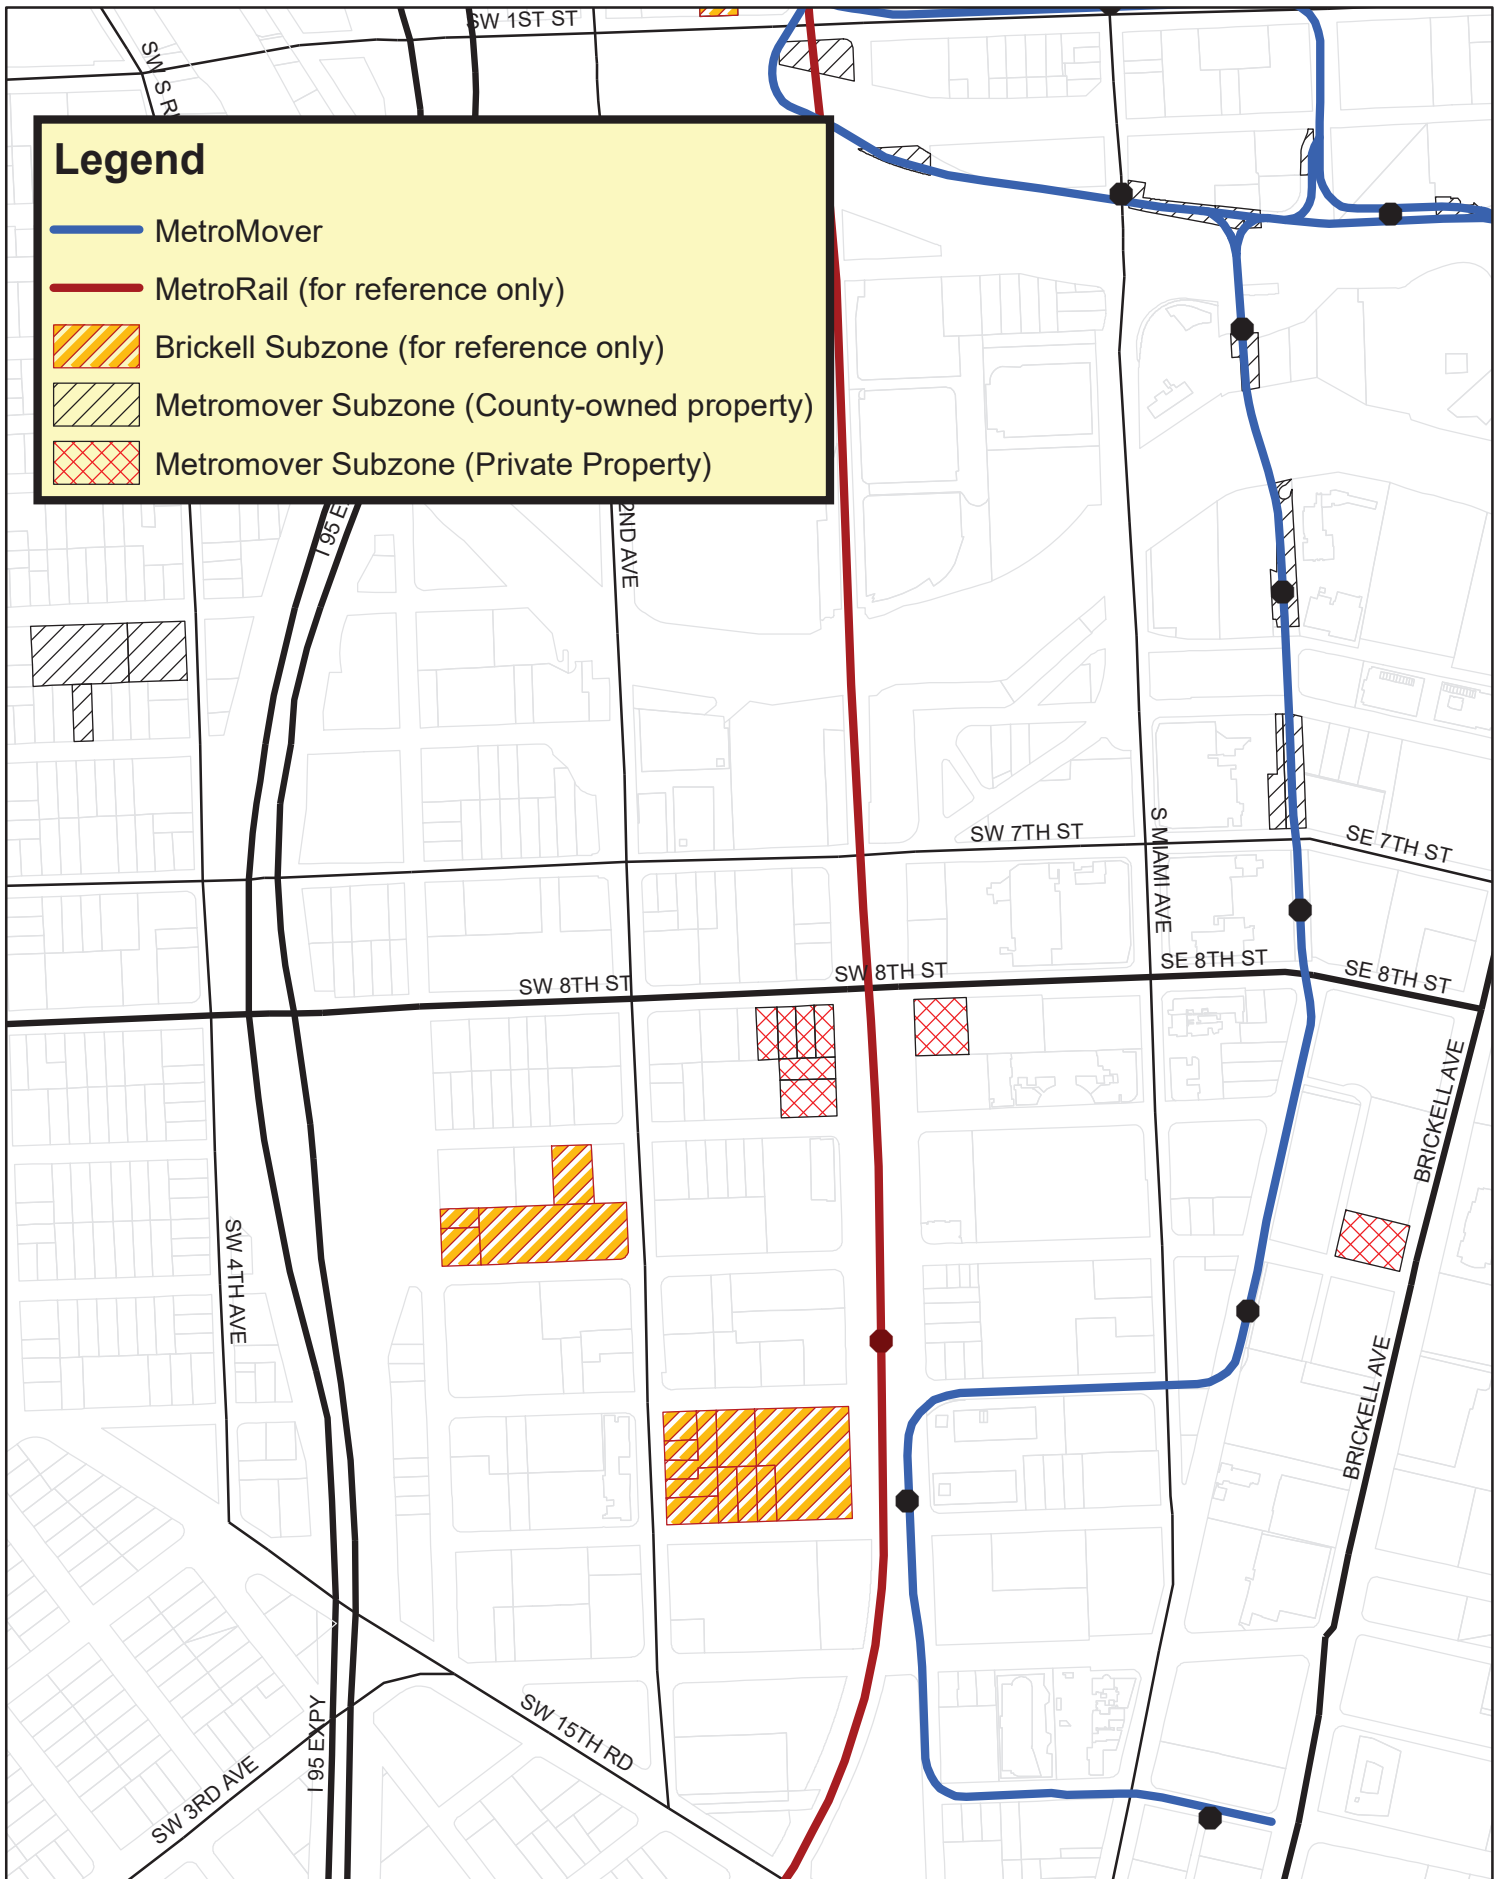 SW 1ST ST
SW S RI
Legend
MetroMover
MetroRail (for reference only)
Brickell Subzone (for reference only)
Metromover Subzone (County-owned property)
Metromover Subzone (Private Property)
I 95 E
2ND AVE
SW 7TH ST
S MIAMI AVE
SE 7TH ST
SW 8TH ST
SW 8TH ST
SE 8TH ST
SE 8TH ST
BRICKELL AVE
SW 4TH AVE
BRICKELL AVE
I 95 EXPY
SW 15TH RD
SW 3RD AVE